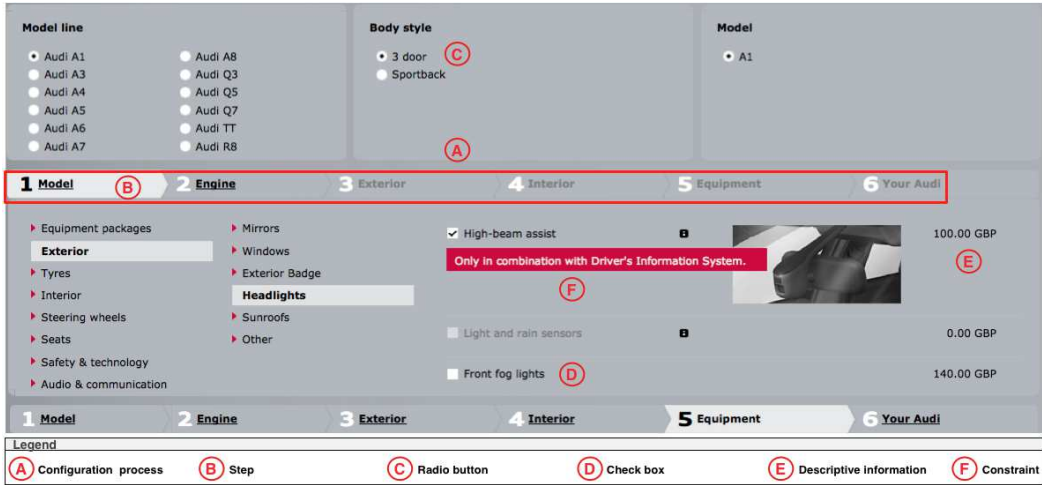 Model line
Audi A1
Audi A3
Audi A4
Audi A5
Audi A6
Audi A7
Audi A8
Audi Q3
Audi Q5
Audi Q7
Audi TT
Audi R8
Body style
3 door
C
Sportback
Model
A1
A
1 Model B 2 Engine 3 Exterior 4 Interior 5 Equipment 6 Your Audi
Equipment packages
Exterior
Tyres
Interior
Steering wheels
Seats
Safety & technology
Audio & communication
Mirrors
Windows
Exterior Badge
Headlights
Sunroofs
Other
High-beam assist 100.00 GBP
Only in combination with Driver's Information System.
E
F
Light and rain sensors 0.00 GBP
Front fog lights D 140.00 GBP
1 Model 2 Engine 3 Exterior 4 Interior 5 Equipment 6 Your Audi
Legend
A Configuration process B Step C Radio button D Check box E Descriptive information F Constraint